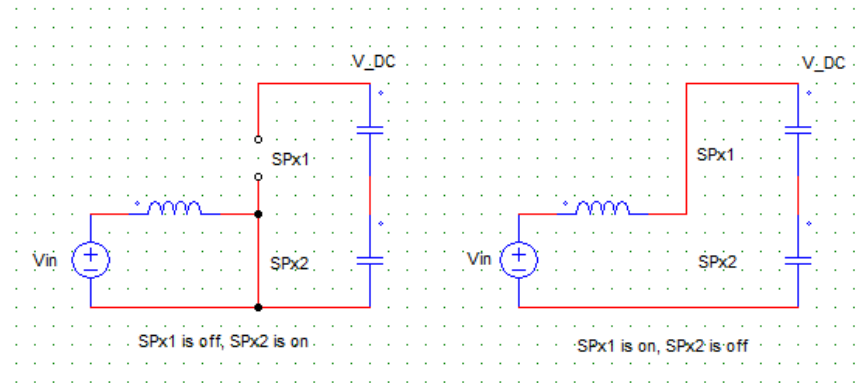 V_DC
SPx1
Vin
SPx2
SPx1 is off, SPx2 is on
V_DC
SPx1
Vin
SPx2
SPx1 is on, SPx2 is off